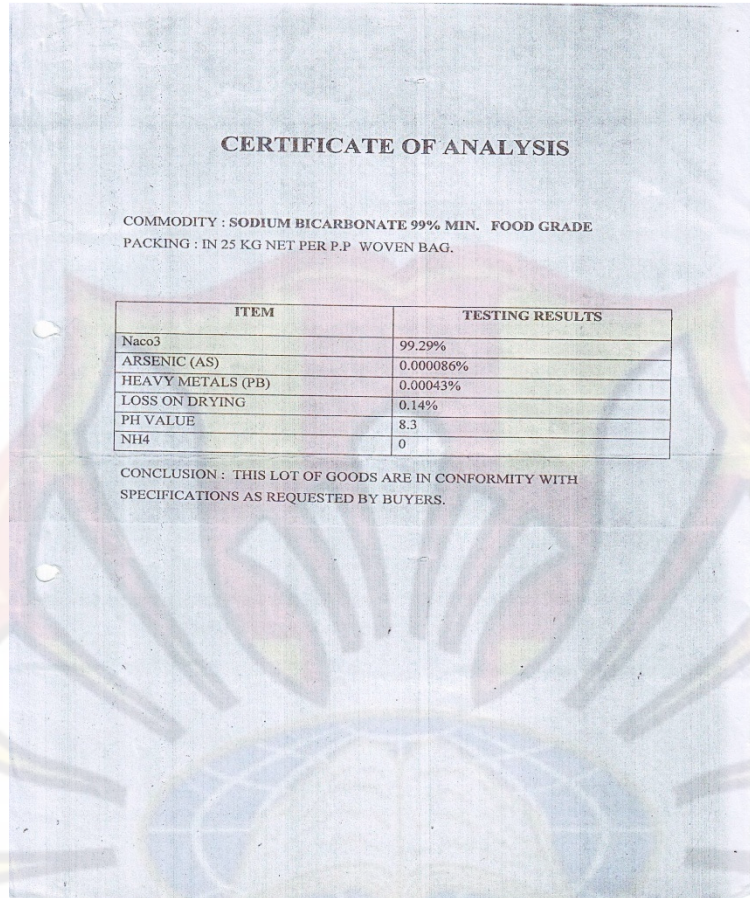 CERTIFICATE OF ANALYSIS
COMMODITY : SODIUM BICARBONATE 99% MIN. FOOD GRADE
PACKING : IN 25 KG NET PER P.P WOVEN BAG.
ITEM TESTING RESULTS
Naco3 99.29%
ARSENIC (AS) 0.000086%
HEAVY METALS (PB) 0.00043%
LOSS ON DRYING 0.14%
PH VALUE 8.3
NH4 0
CONCLUSION : THIS LOT OF GOODS ARE IN CONFORMITY WITH
SPECIFICATIONS AS REQUESTED BY BUYERS.